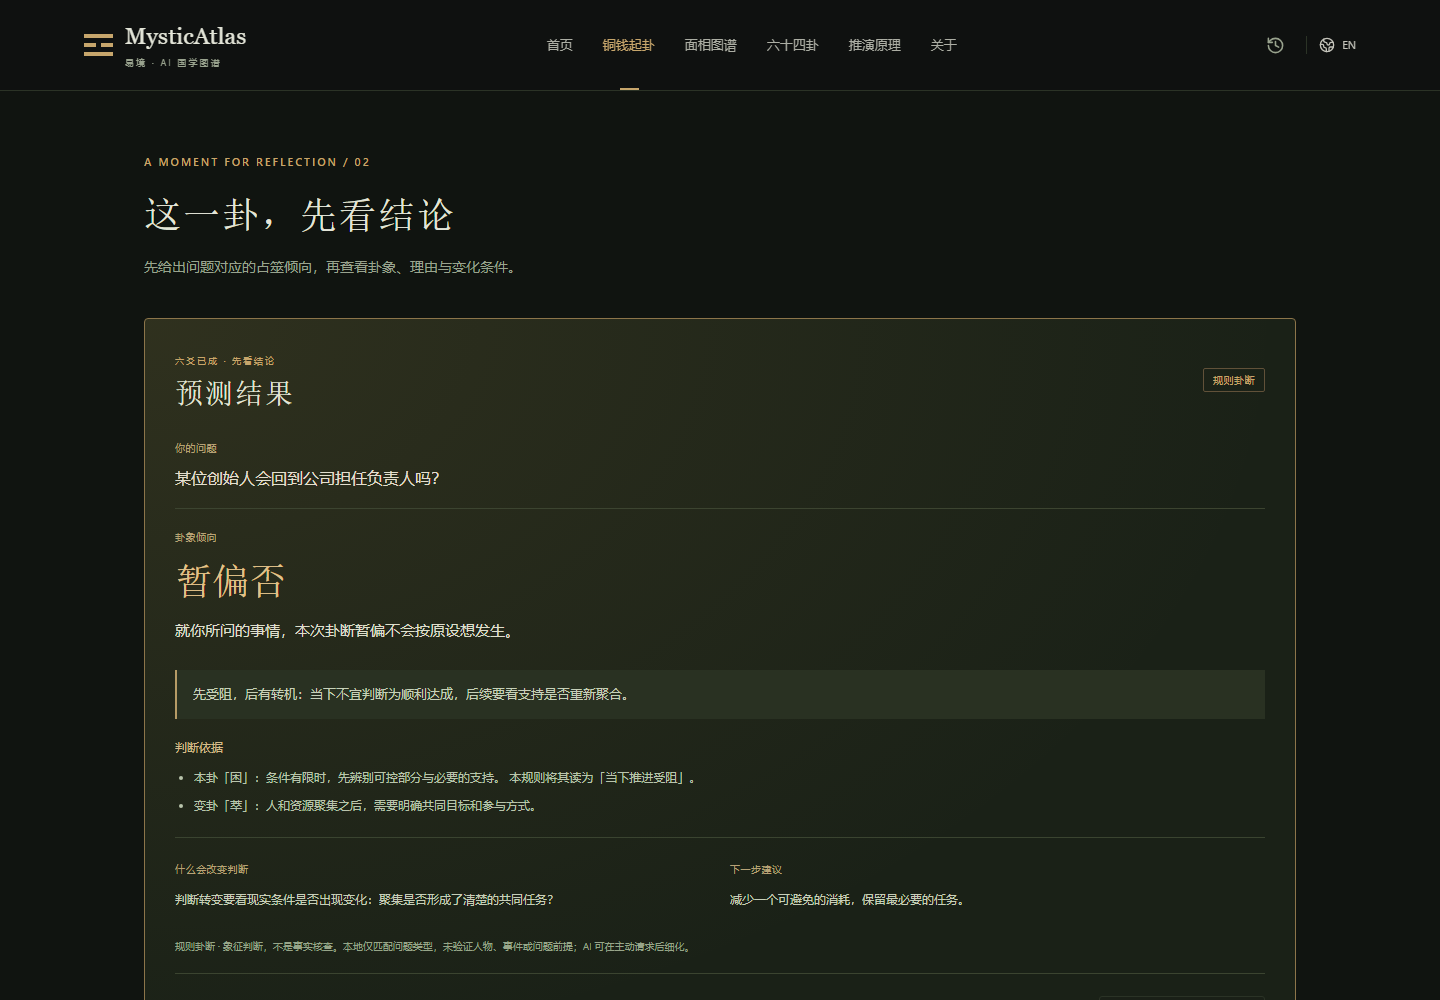 MysticAtlas
易境 · AI 国学图谱
首页
铜钱起卦
面相图谱
六十四卦
推演原理
关于
EN
A MOMENT FOR REFLECTION / 02
这一卦，先看结论
先给出问题对应的占筮倾向，再查看卦象、理由与变化条件。
六爻已成 · 先看结论
预测结果
规则卦断
你的问题
某位创始人会回到公司担任负责人吗？
卦象倾向
暂偏否
就你所问的事情，本次卦断暂偏不会按原设想发生。
先受阻，后有转机：当下不宜判断为顺利达成，后续要看支持是否重新聚合。
判断依据
本卦「困」：条件有限时，先辨别可控部分与必要的支持。 本规则将其读为「当下推进受阻」。
变卦「萃」：人和资源聚集之后，需要明确共同目标和参与方式。
什么会改变判断
判断转变要看现实条件是否出现变化：聚集是否形成了清楚的共同任务？
下一步建议
减少一个可避免的消耗，保留最必要的任务。
规则卦断 · 象征判断，不是事实核查。本地仅匹配问题类型，未验证人物、事件或问题前提；AI 可在主动请求后细化。